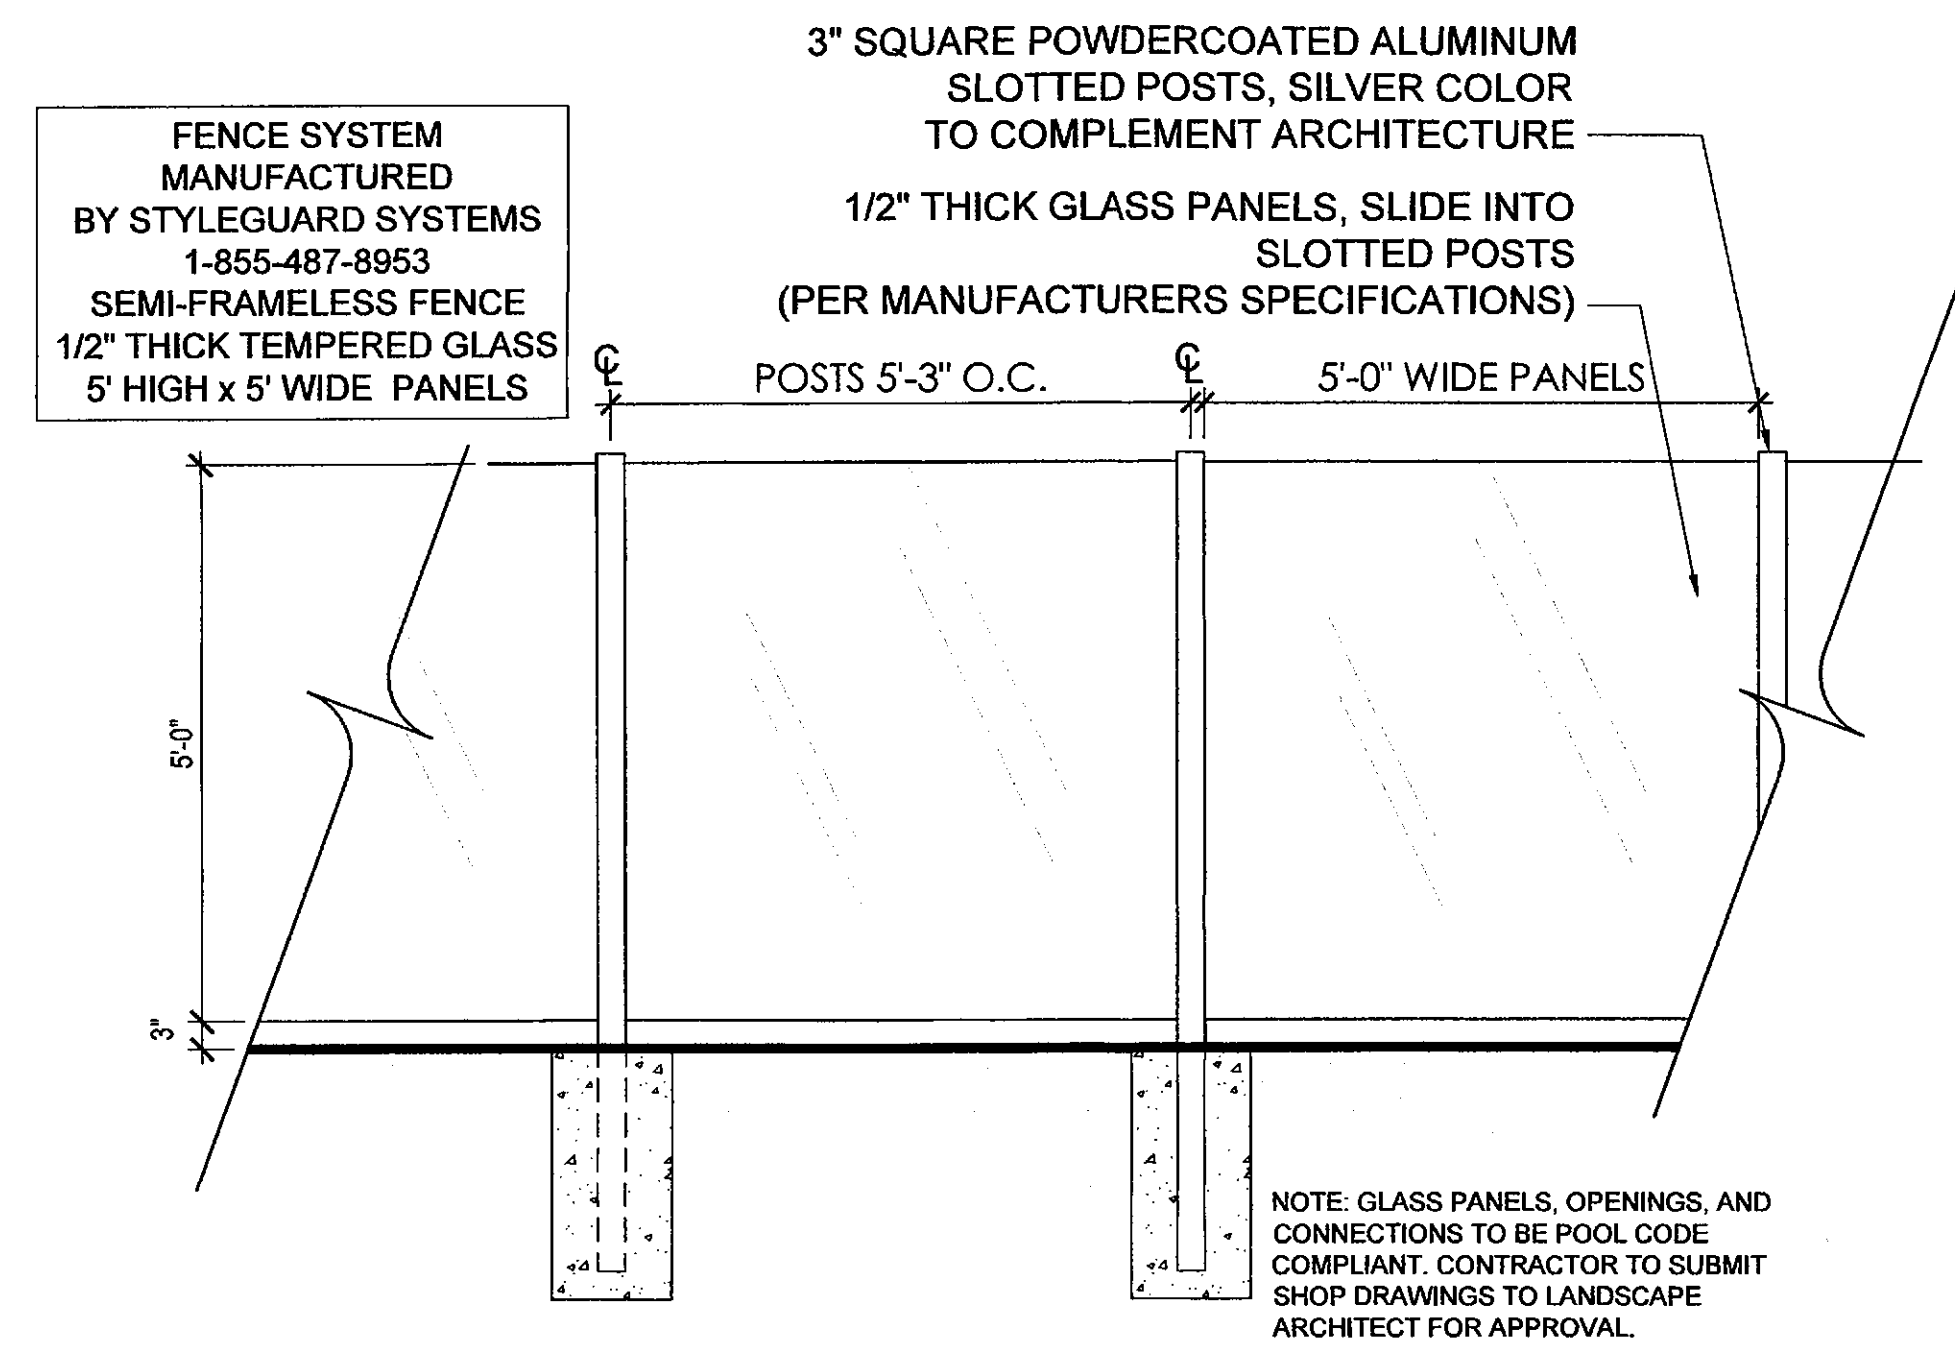 3" SQUARE POWDERCOATED ALUMINUM
SLOTTED POSTS, SILVER COLOR
TO COMPLEMENT ARCHITECTURE
1/2" THICK GLASS PANELS, SLIDE INTO
SLOTTED POSTS
(PER MANUFACTURERS SPECIFICATIONS)
FENCE SYSTEM
MANUFACTURED
BY STYLEGUARD SYSTEMS
1-855-487-8953
SEMI-FRAMELESS FENCE
1/2" THICK TEMPERED GLASS
5' HIGH x 5' WIDE PANELS
℄
POSTS 5'-3" O.C.
℄
5'-0" WIDE PANELS
5'-0"
3"
NOTE: GLASS PANELS, OPENINGS, AND
CONNECTIONS TO BE POOL CODE
COMPLIANT. CONTRACTOR TO SUBMIT
SHOP DRAWINGS TO LANDSCAPE
ARCHITECT FOR APPROVAL.